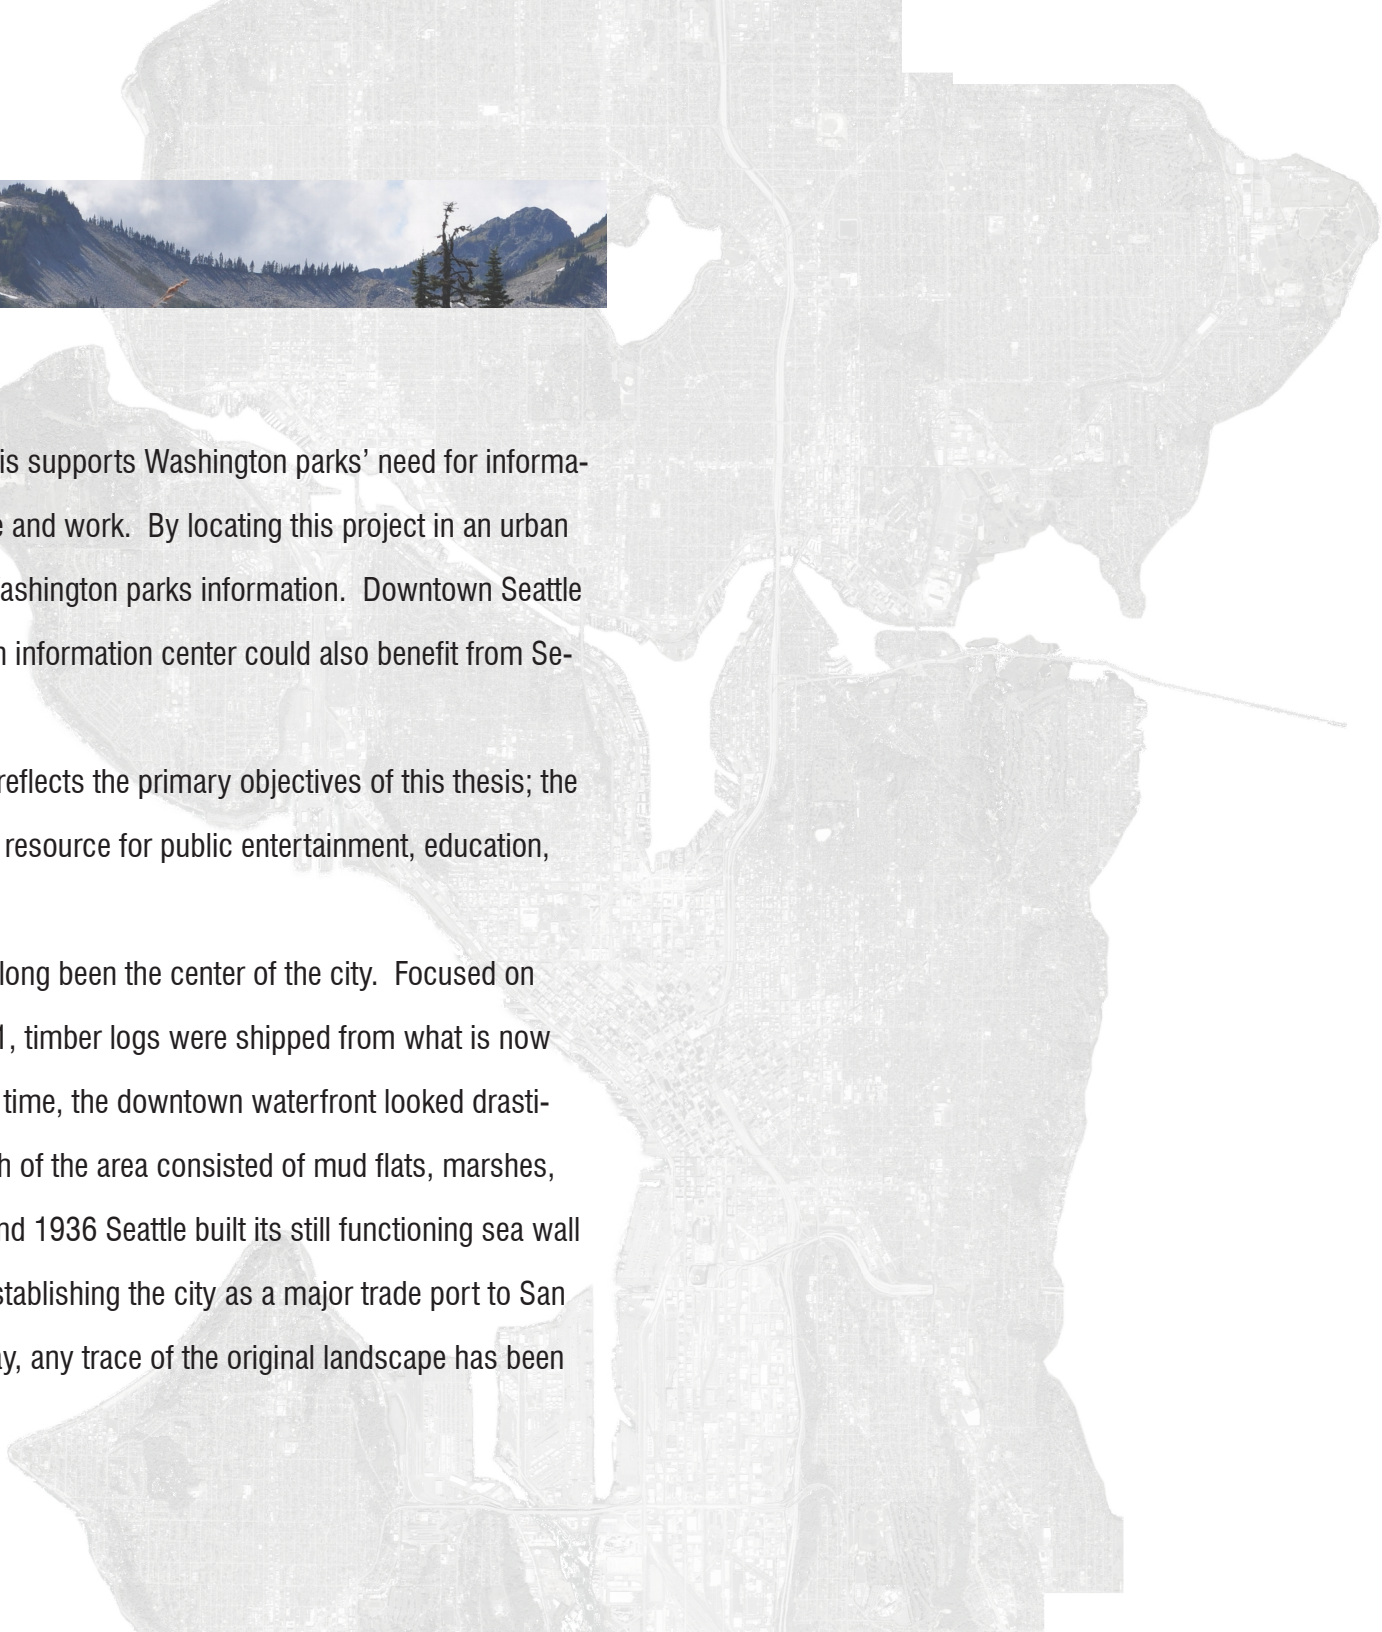 is supports Washington parks’ need for informa-
and work.  By locating this project in an urban
ashington parks information.  Downtown Seattle
information center could also benefit from Se-
reflects the primary objectives of this thesis; the
resource for public entertainment, education,
long been the center of the city.  Focused on
1, timber logs were shipped from what is now
time, the downtown waterfront looked drasti-
h of the area consisted of mud flats, marshes,
nd 1936 Seattle built its still functioning sea wall
stablishing the city as a major trade port to San
ay, any trace of the original landscape has been